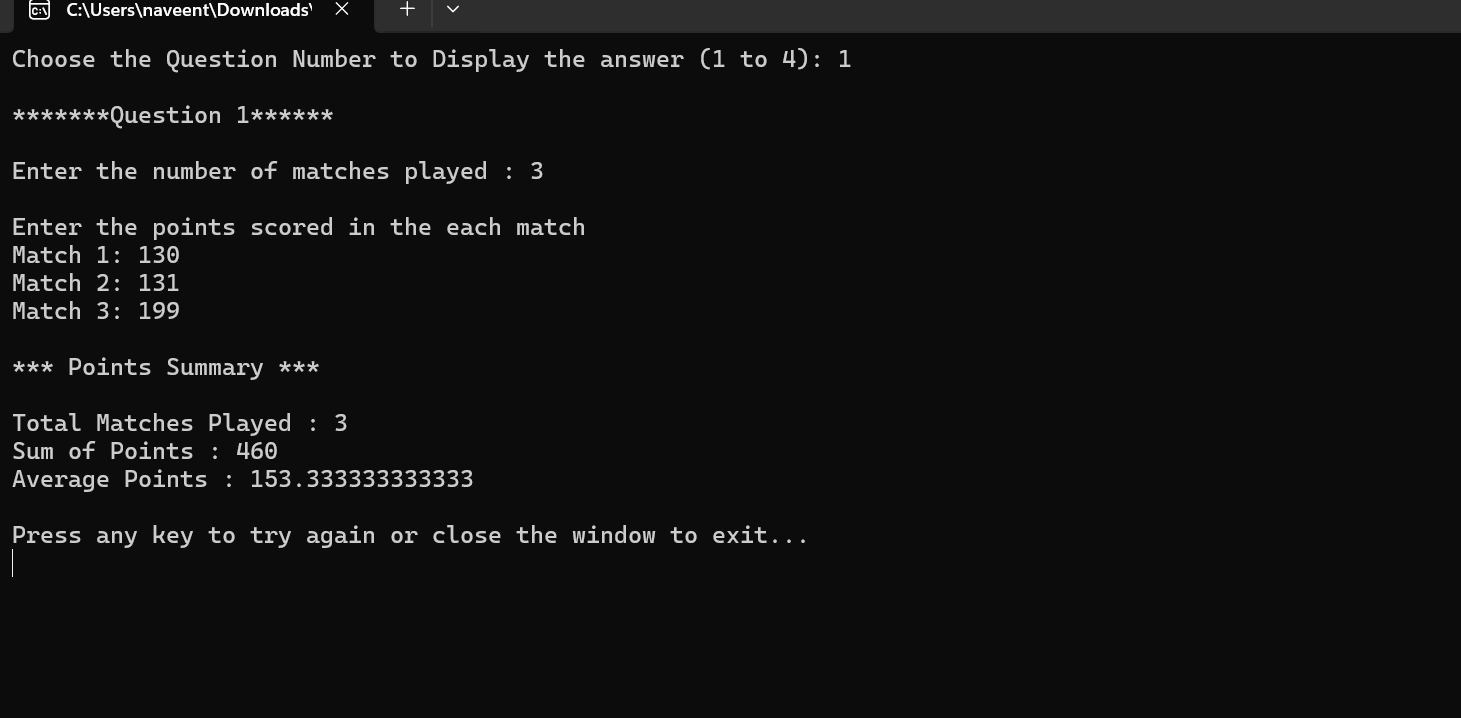 C:\Users\naveent\Downloads\
Choose the Question Number to Display the answer (1 to 4): 1
*******Question 1******
Enter the number of matches played : 3
Enter the points scored in the each match
Match 1: 130
Match 2: 131
Match 3: 199
*** Points Summary ***
Total Matches Played : 3
Sum of Points : 460
Average Points : 153.333333333333
Press any key to try again or close the window to exit...